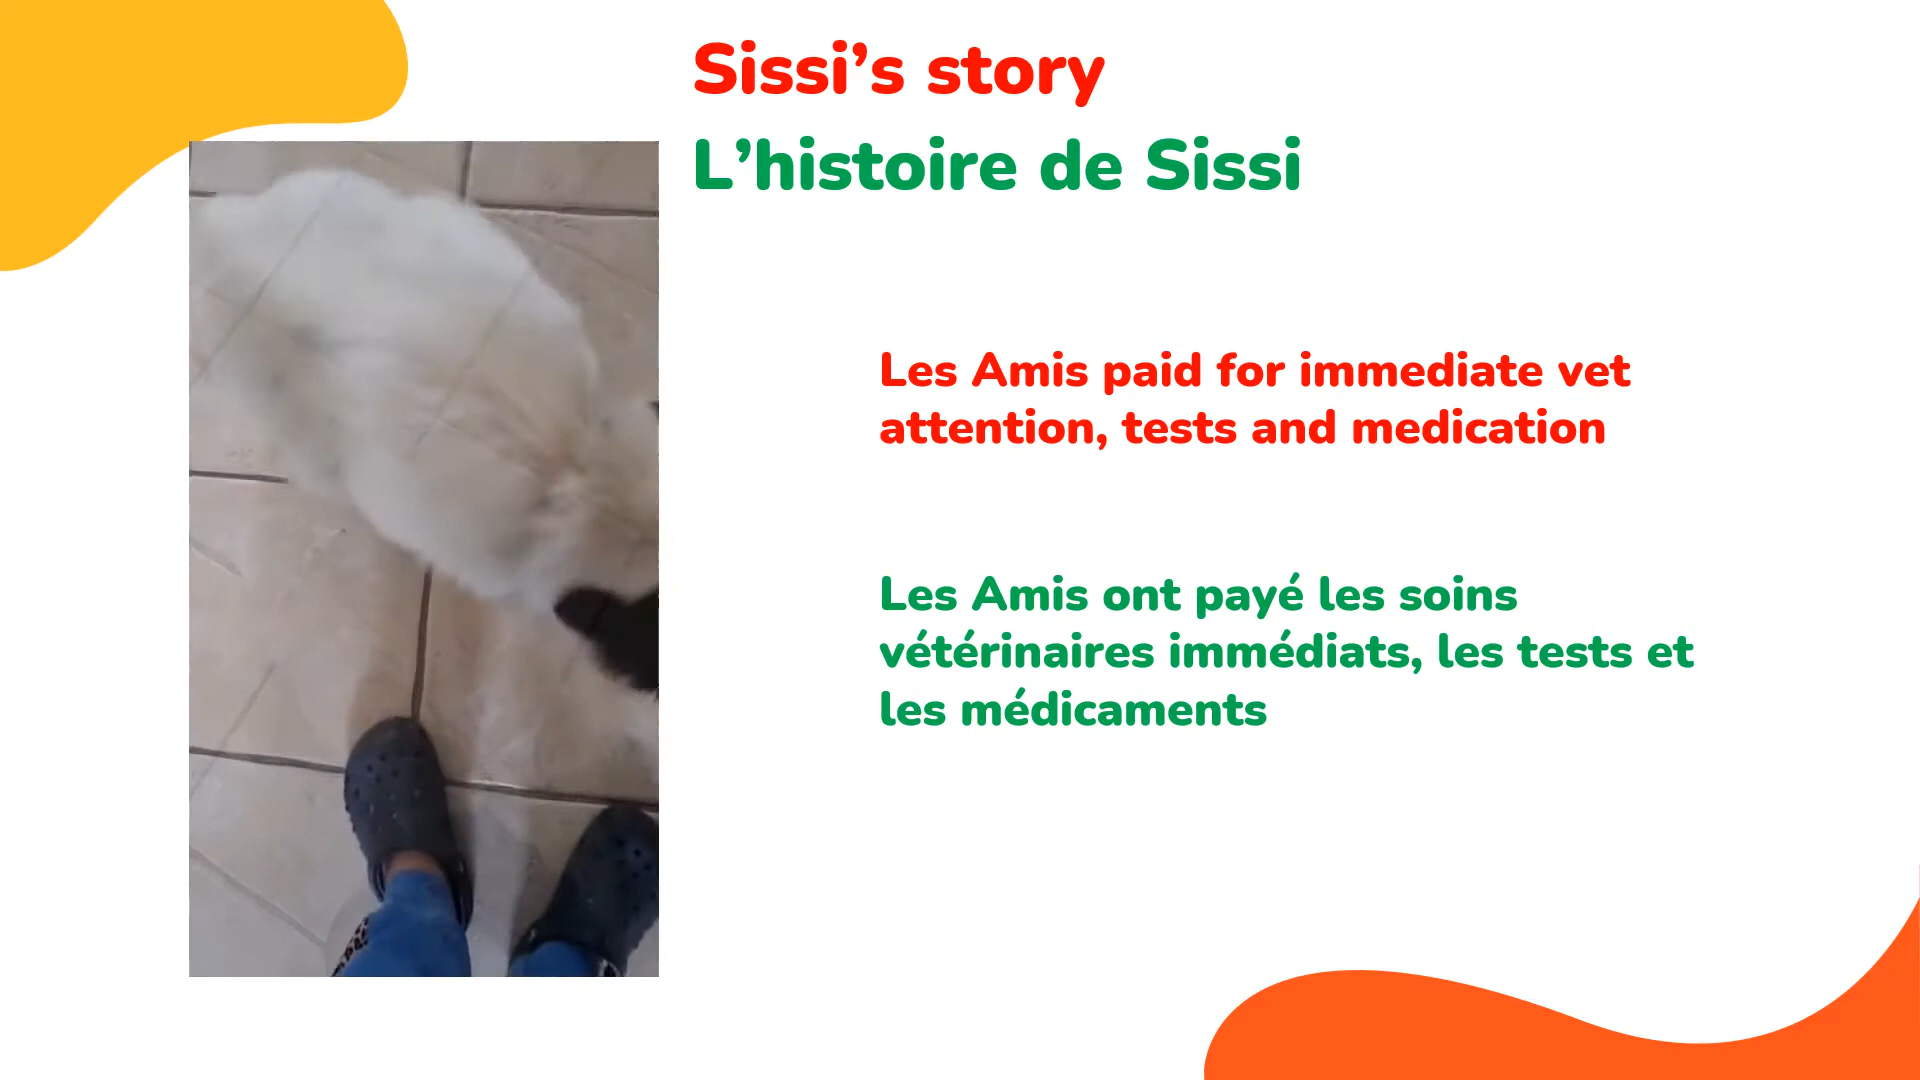 Sissi’s story
L’histoire de Sissi
Les Amis paid for immediate vet
attention, tests and medication
Les Amis ont payé les soins
vétérinaires immédiats, les tests et
les médicaments